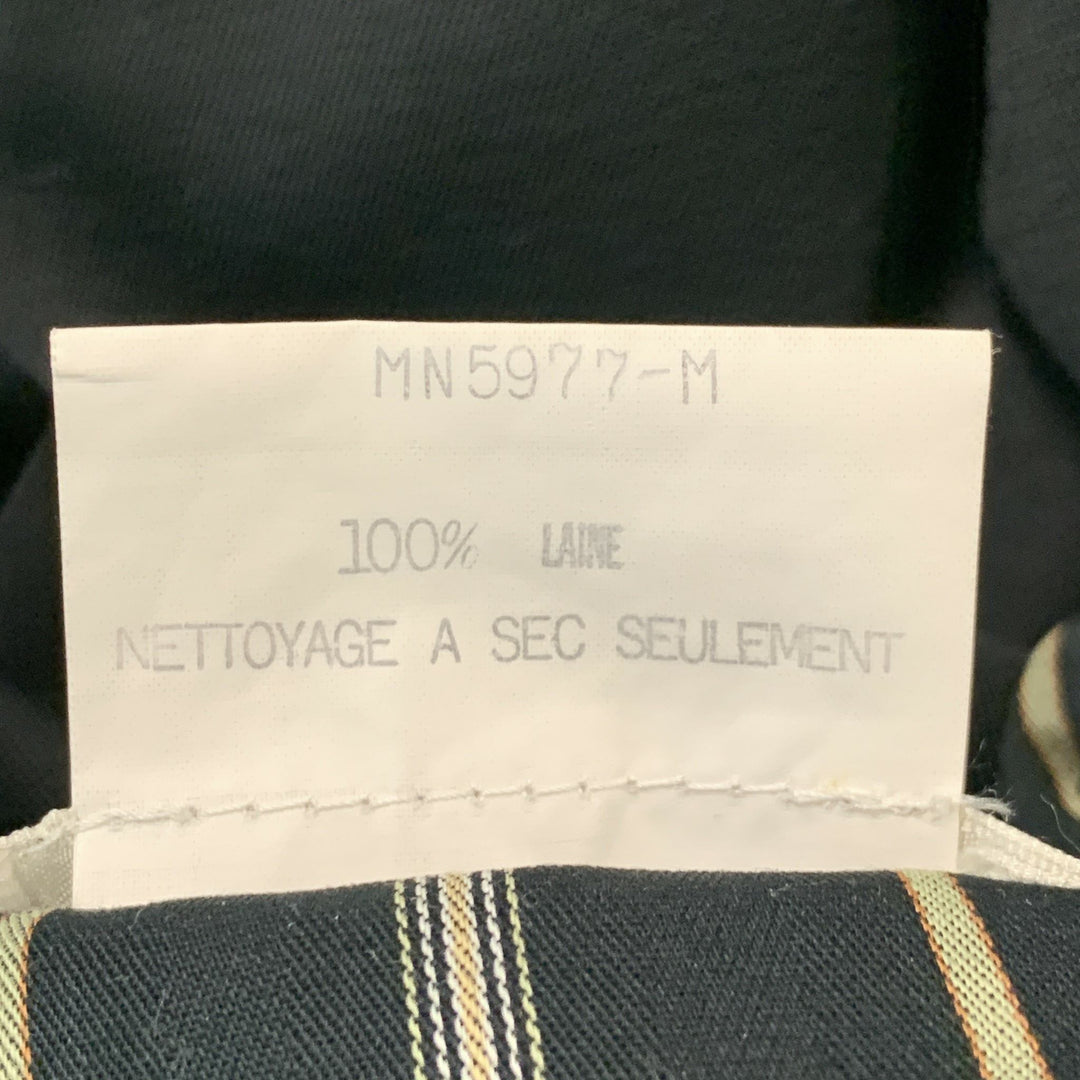 MN5977-M
100% LAINE
NETTOYAGE A SEC SEULEMENT